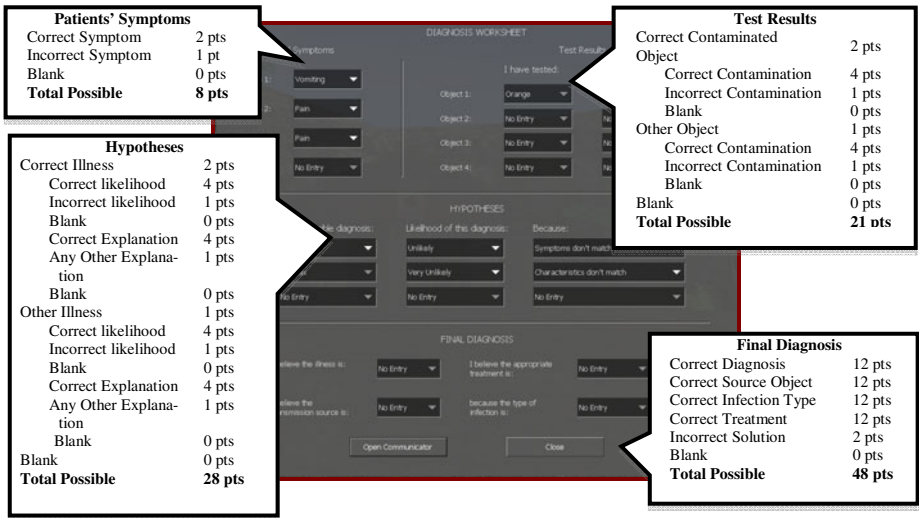 Patients' Symptoms
Correct Symptom 2 pts
Incorrect Symptom 1 pt
Blank 0 pts
Total Possible 8 pts
Hypotheses
Correct Illness 2 pts
Correct likelihood 4 pts
Incorrect likelihood 1 pts
Blank 0 pts
Correct Explanation 4 pts
Any Other Explana- 1 pts
tion
Blank 0 pts
Other Illness 1 pts
Correct likelihood 4 pts
Incorrect likelihood 1 pts
Blank 0 pts
Correct Explanation 4 pts
Any Other Explana- 1 pts
tion
Blank 0 pts
Blank 0 pts
Total Possible 28 pts
DIAGNOSIS WORKSHEET
Symptoms Test Results
I have tested:
1: Vomiting Object 1: Orange
2: Pain Object 2: No Entry No
Pain Object 3: No Entry No
No Entry Object 4: No Entry No
HYPOTHESES
diagnosis: Likelihood of this diagnosis: Because:
Unlikely Symptoms don't match
Very Unlikely Characteristics don't match
No Entry No Entry No Entry
FINAL DIAGNOSIS
believe the illness is: No Entry I believe the appropriate treatment is: No Entry
believe the source is: No Entry because the type of infection is: No Entry
Open Communicator Close
Test Results
Correct Contaminated 2 pts
Object
Correct Contamination 4 pts
Incorrect Contamination 1 pts
Blank 0 pts
Other Object 1 pts
Correct Contamination 4 pts
Incorrect Contamination 1 pts
Blank 0 pts
Blank 0 pts
Total Possible 21 pts
Final Diagnosis
Correct Diagnosis 12 pts
Correct Source Object 12 pts
Correct Infection Type 12 pts
Correct Treatment 12 pts
Incorrect Solution 2 pts
Blank 0 pts
Total Possible 48 pts